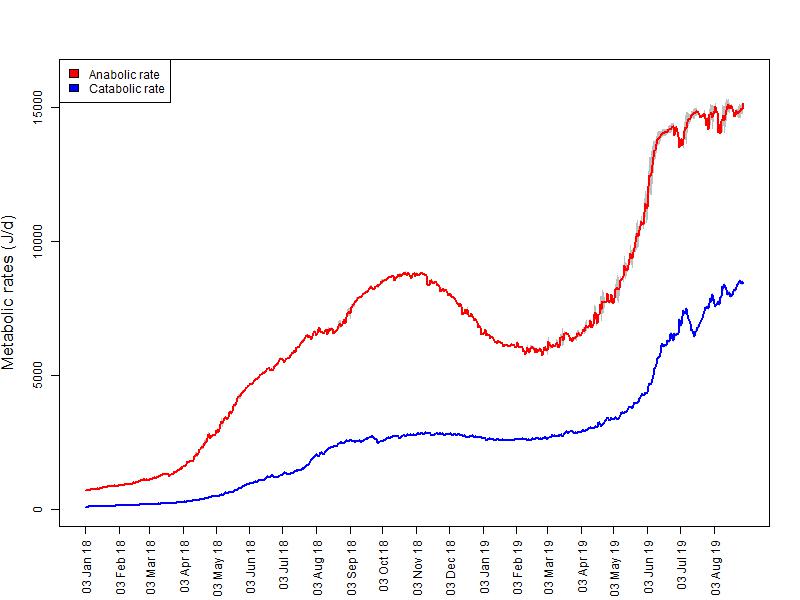 Anabolic rate
Catabolic rate
Metabolic rates (J/d)
15000
10000
5000
0
03 Jan 18
03 Feb 18
03 Mar 18
03 Apr 18
03 May 18
03 Jun 18
03 Jul 18
03 Aug 18
03 Sep 18
03 Oct 18
03 Nov 18
03 Dec 18
03 Jan 19
03 Feb 19
03 Mar 19
03 Apr 19
03 May 19
03 Jun 19
03 Jul 19
03 Aug 19